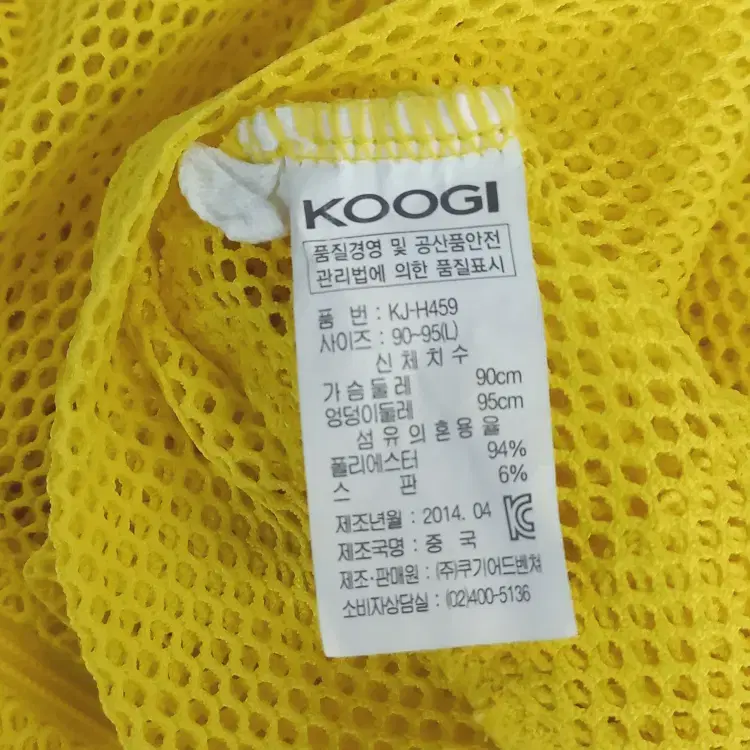 KOOGI
품질경영 및 공산품안전
관리법에 의한 품질표시
품 번 : KJ-H459
사이즈 : 90~95(L)
신 체 치 수
가슴둘레 90cm
엉덩이둘레 95cm
섬 유 의 혼 용 율
폴리에스터 94%
스 판 6%
제조년월 : 2014. 04
제조국명 : 중 국
제조·판매원 : (주)쿠기어드벤쳐
소비자상담실 : (02)400-5136